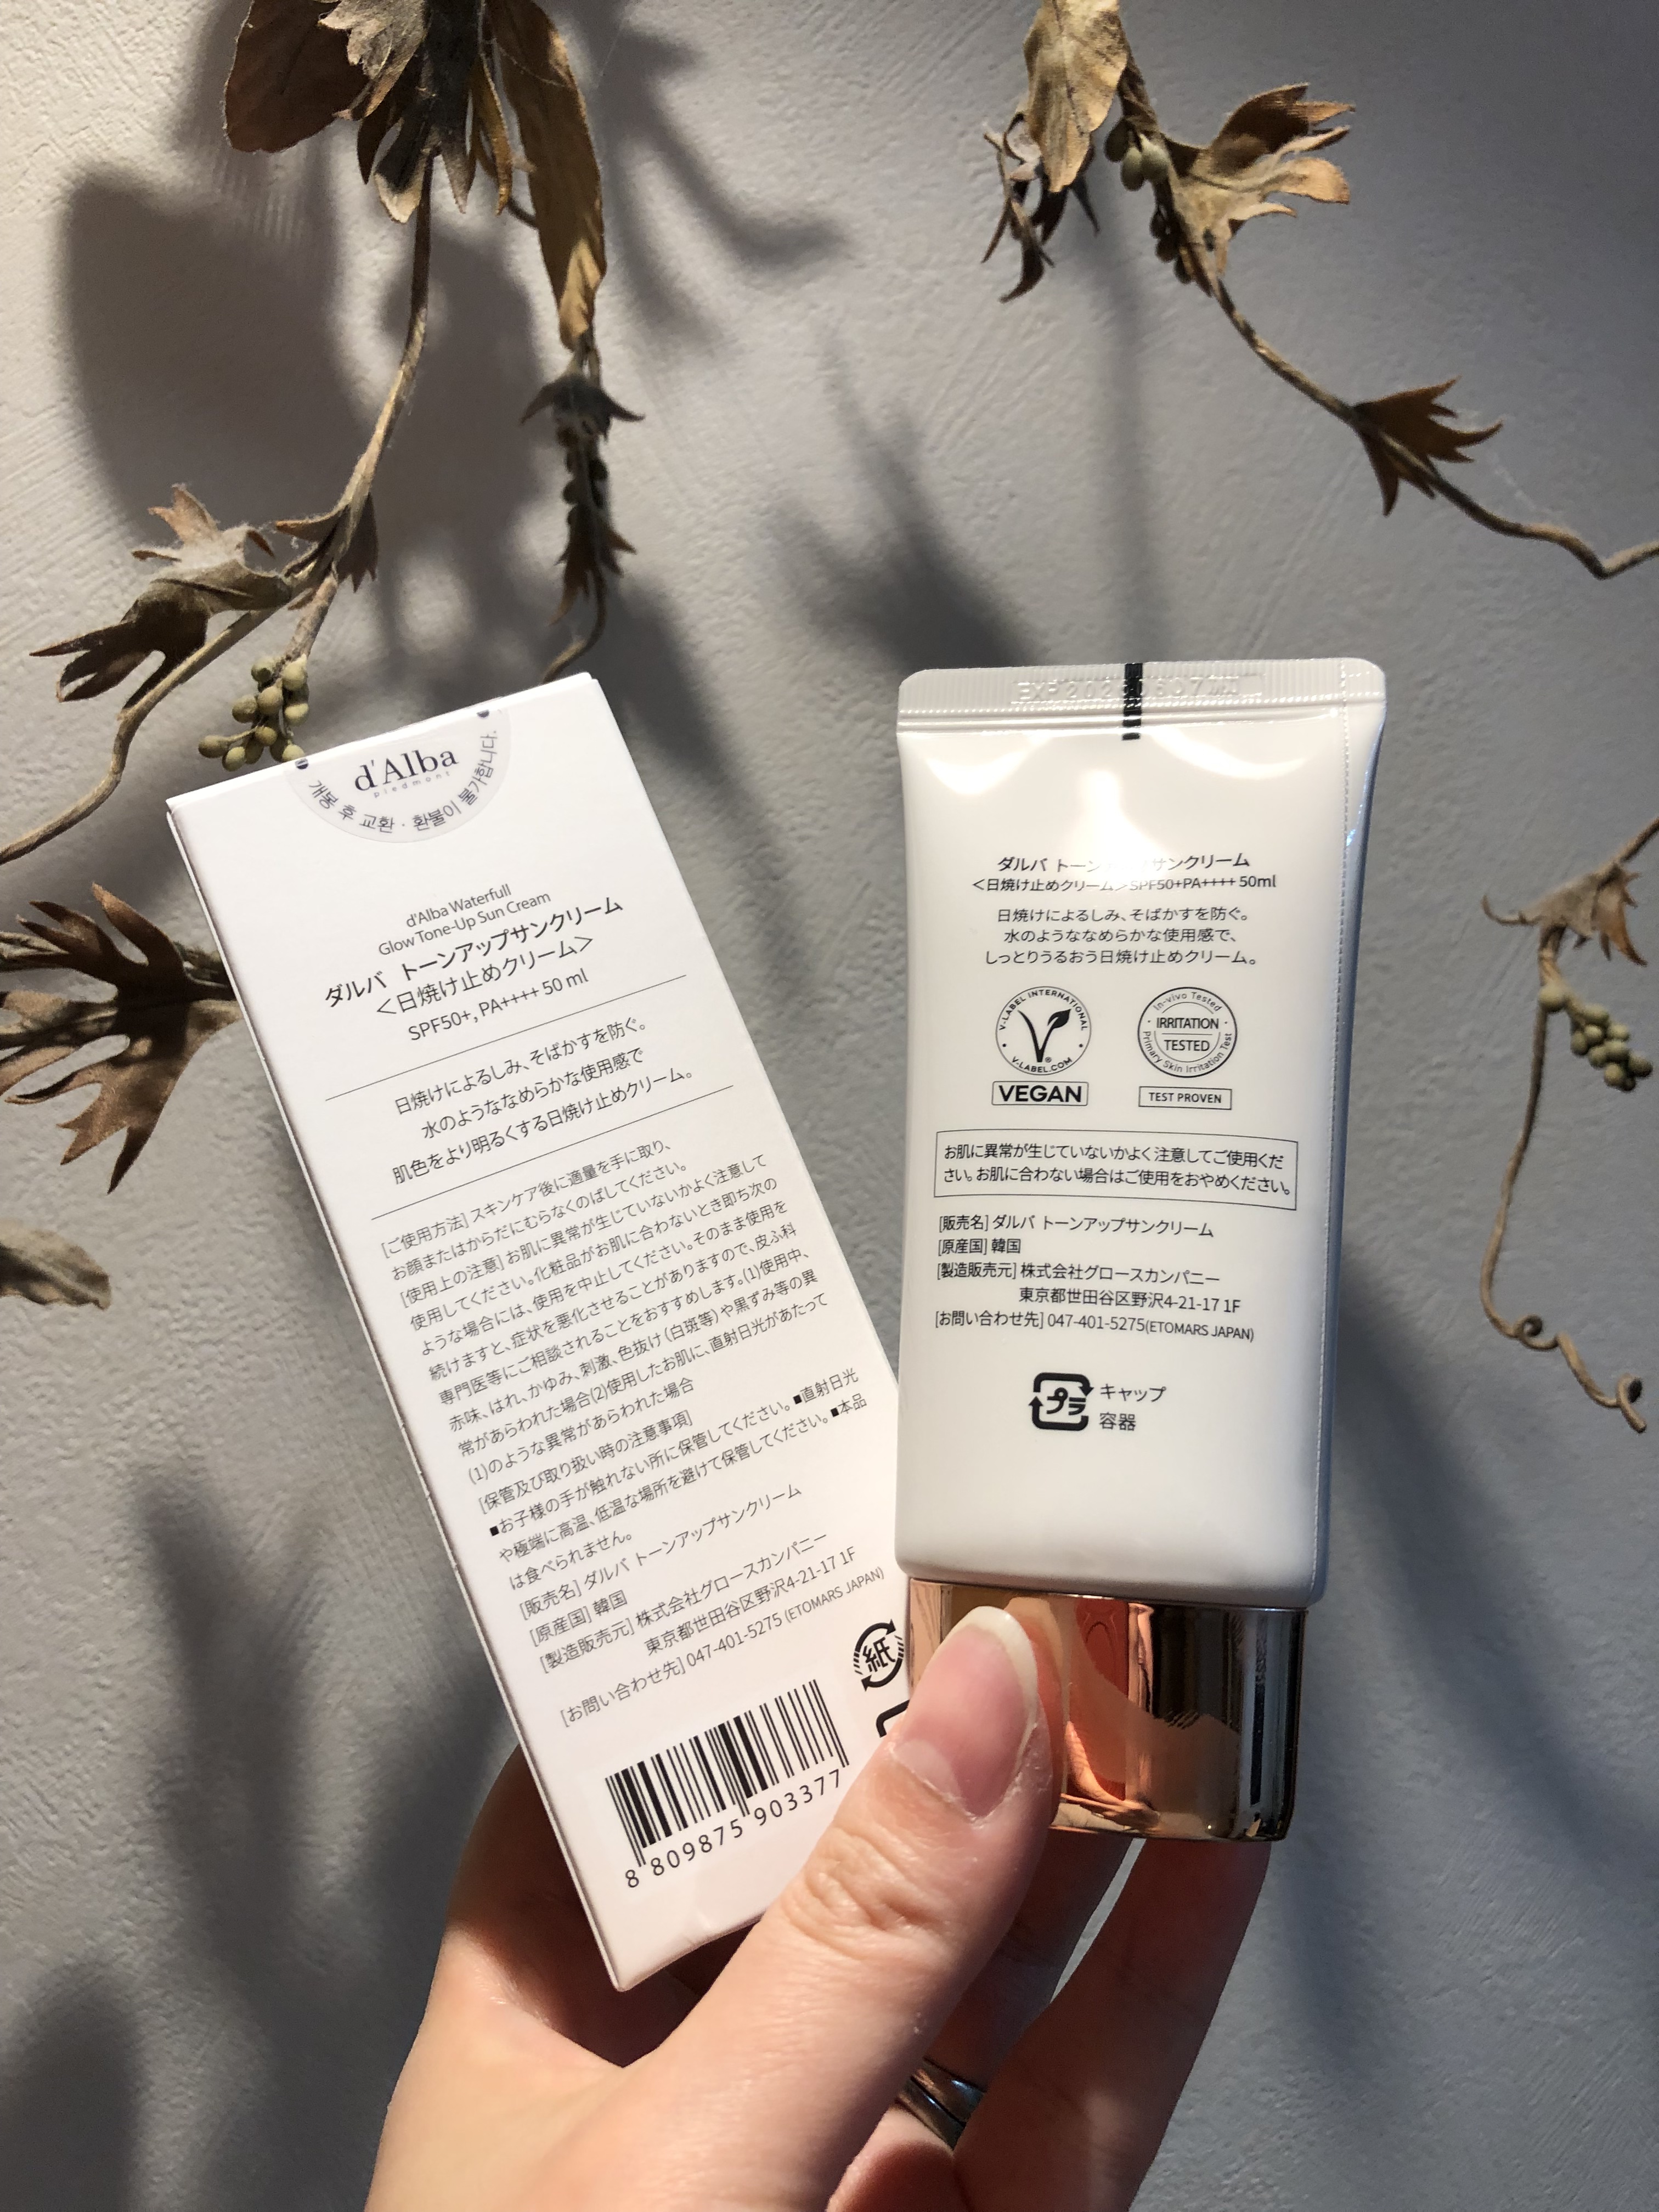 d'Alba
piedmont
개봉 후 교환 · 환불이 불가합니다.
d'Alba Waterfull
Glow Tone-Up Sun Cream
ダルバ トーンアップサンクリーム
<日焼け止めクリーム>
SPF50+, PA++++ 50 ml
日焼けによるしみ、そばかすを防ぐ。
水のようななめらかな使用感で
肌色をより明るくする日焼け止めクリーム。
[ご使用方法] スキンケア後に適量を手に取り、
お顔またはからだにむらなくのばしてください。
[使用上の注意] お肌に異常が生じていないかよく注意して
使用してください。化粧品がお肌に合わないとき即ち次の
ような場合には、使用を中止してください。そのまま使用を
続けますと、症状を悪化させることがありますので、皮ふ科
専門医等にご相談されることをおすすめします。(1)使用中、
赤味、はれ、かゆみ、刺激、色抜け(白斑等)や黒ずみ等の異
常があらわれた場合(2)使用したお肌に、直射日光があたって
(1)のような異常があらわれた場合
[保管及び取り扱い時の注意事項]
■お子様の手が触れない所に保管してください。■直射日光
や極端に高温、低温な場所を避けて保管してください。■本品
は食べられません。
[販売名] ダルバ トーンアップサンクリーム
[原産国] 韓国
[製造販売元] 株式会社グロースカンパニー
東京都世田谷区野沢4-21-17 1F
[お問い合わせ先] 047-401-5275 (ETOMARS JAPAN)
紙
8 809875 903377
EXP
ダルバ トーン サンクリーム
<日焼け止めクリーム> SPF50+PA++++ 50ml
日焼けによるしみ、そばかすを防ぐ。
水のようななめらかな使用感で、
しっとりうるおう日焼け止めクリーム。
V-LABEL INTERNATIONAL
V-LABEL.COM
VEGAN
In-vivo Tested
IRRITATION
TESTED
Primary Skin Irritation Test
TEST PROVEN
お肌に異常が生じていないかよく注意してご使用くだ
さい。お肌に合わない場合はご使用をおやめください。
[販売名] ダルバ トーンアップサンクリーム
[原産国] 韓国
[製造販売元] 株式会社グロースカンパニー
東京都世田谷区野沢4-21-17 1F
[お問い合わせ先] 047-401-5275(ETOMARS JAPAN)
プラ
キャップ
容器